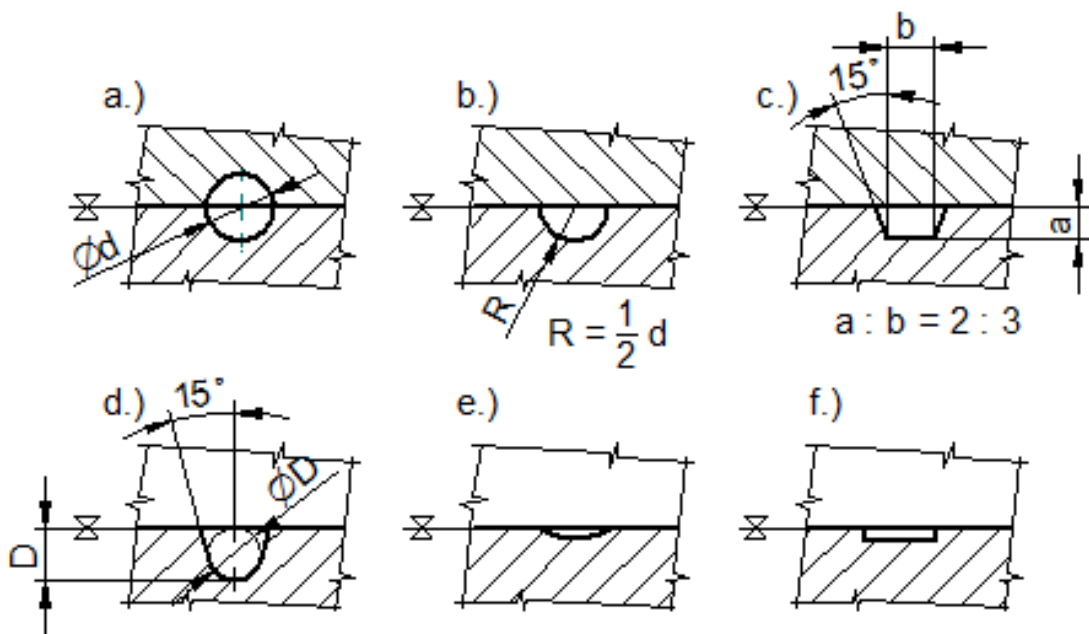 a.)
Ød
b.)
R
R = 1/2 d
c.)
15°
b
a
a : b = 2 : 3
d.)
15°
ØD
D
e.)
f.)